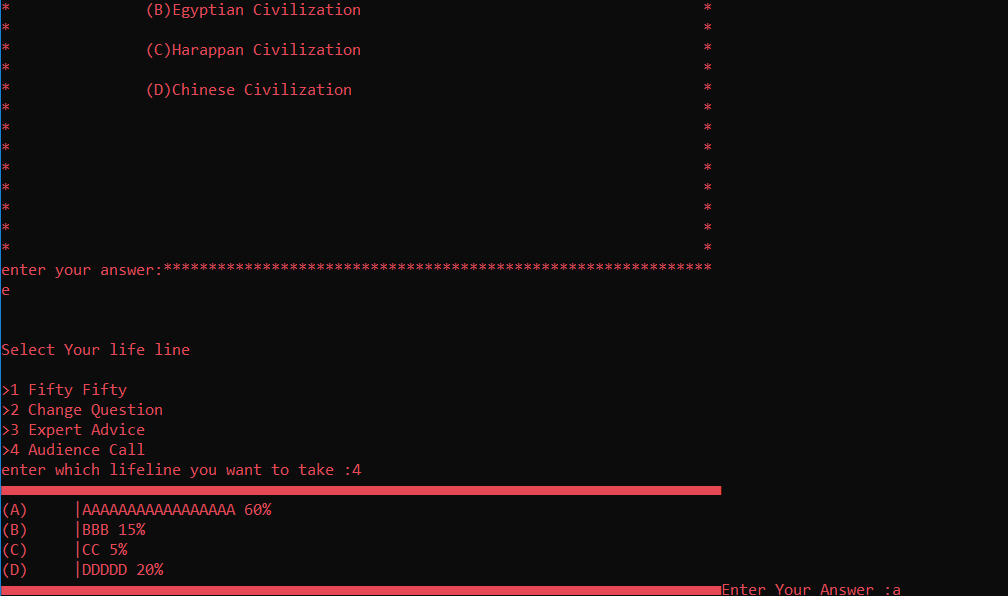 * (B)Egyptian Civilization *
* *
* (C)Harappan Civilization *
* *
* (D)Chinese Civilization *
* *
* *
* *
* *
* *
* *
* *
* *
enter your answer:*************************************************************
e
Select Your life line
>1 Fifty Fifty
>2 Change Question
>3 Expert Advice
>4 Audience Call
enter which lifeline you want to take :4
(A) |AAAAAAAAAAAAAAAAA 60%
(B) |BBB 15%
(C) |CC 5%
(D) |DDDDD 20%
Enter Your Answer :a